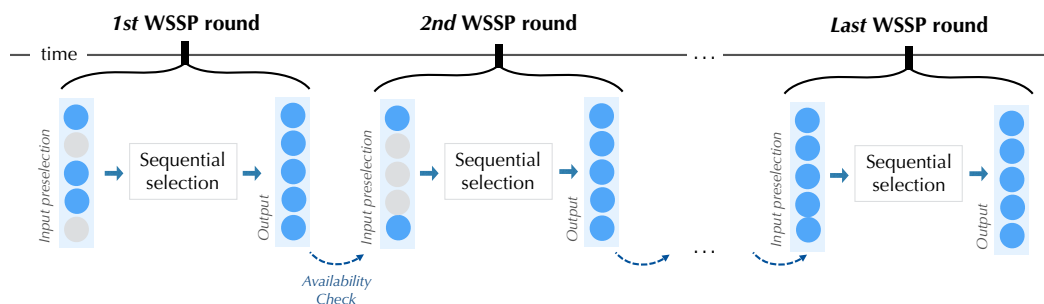 1st WSSP round
2nd WSSP round
Last WSSP round
time
...
Input preselection
Sequential
selection
Output
Input preselection
Sequential
selection
Output
Input preselection
Sequential
selection
Output
Availability
Check
...